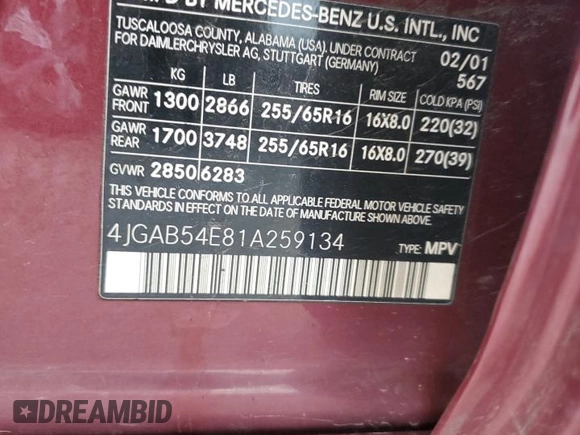 MFD BY MERCEDES-BENZ U.S. INTL., INC
TUSCALOOSA COUNTY, ALABAMA (USA), UNDER CONTRACT 02/01
FOR DAIMLERCHRYSLER AG, STUTTGART (GERMANY) 567
KG LB TIRES RIM SIZE COLD KPA (PSI)
GAWR FRONT 1300 2866 255/65R16 16X8.0 220(32)
GAWR REAR 1700 3748 255/65R16 16X8.0 270(39)
GVWR 2850 6283
THIS VEHICLE CONFORMS TO ALL APPLICABLE FEDERAL MOTOR VEHICLE SAFETY
STANDARDS IN EFFECT ON THE DATE OF MANUFACTURE SHOWN ABOVE.
4JGAB54E81A259134 TYPE: MPV
DREAMBID